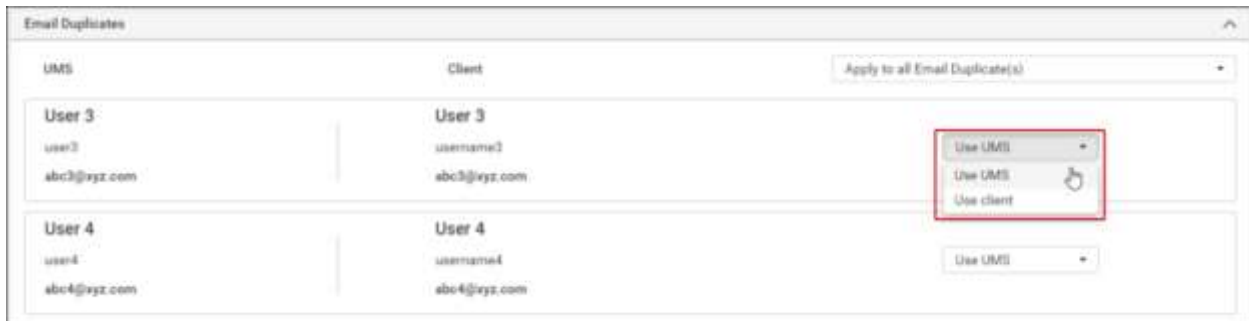 Email Duplicates
UMS Client Apply to all Email Duplicate(s)
User 3 User 3
user3 username3 Use UMS
abc3@xyz.com abc3@xyz.com Use UMS
Use client
User 4 User 4
user4 username4 Use UMS
abc4@xyz.com abc4@xyz.com